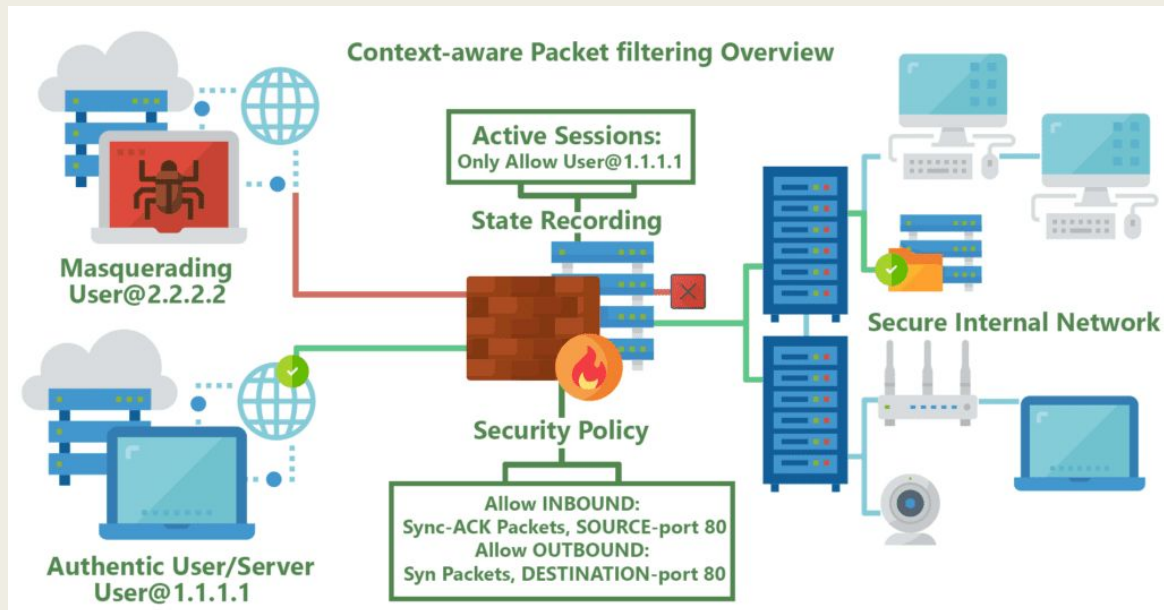 Context-aware Packet filtering Overview
Active Sessions:
Only Allow User@1.1.1.1
State Recording
Masquerading
User@2.2.2.2
Secure Internal Network
Security Policy
Allow INBOUND:
Sync-ACK Packets, SOURCE-port 80
Allow OUTBOUND:
Syn Packets, DESTINATION-port 80
Authentic User/Server
User@1.1.1.1